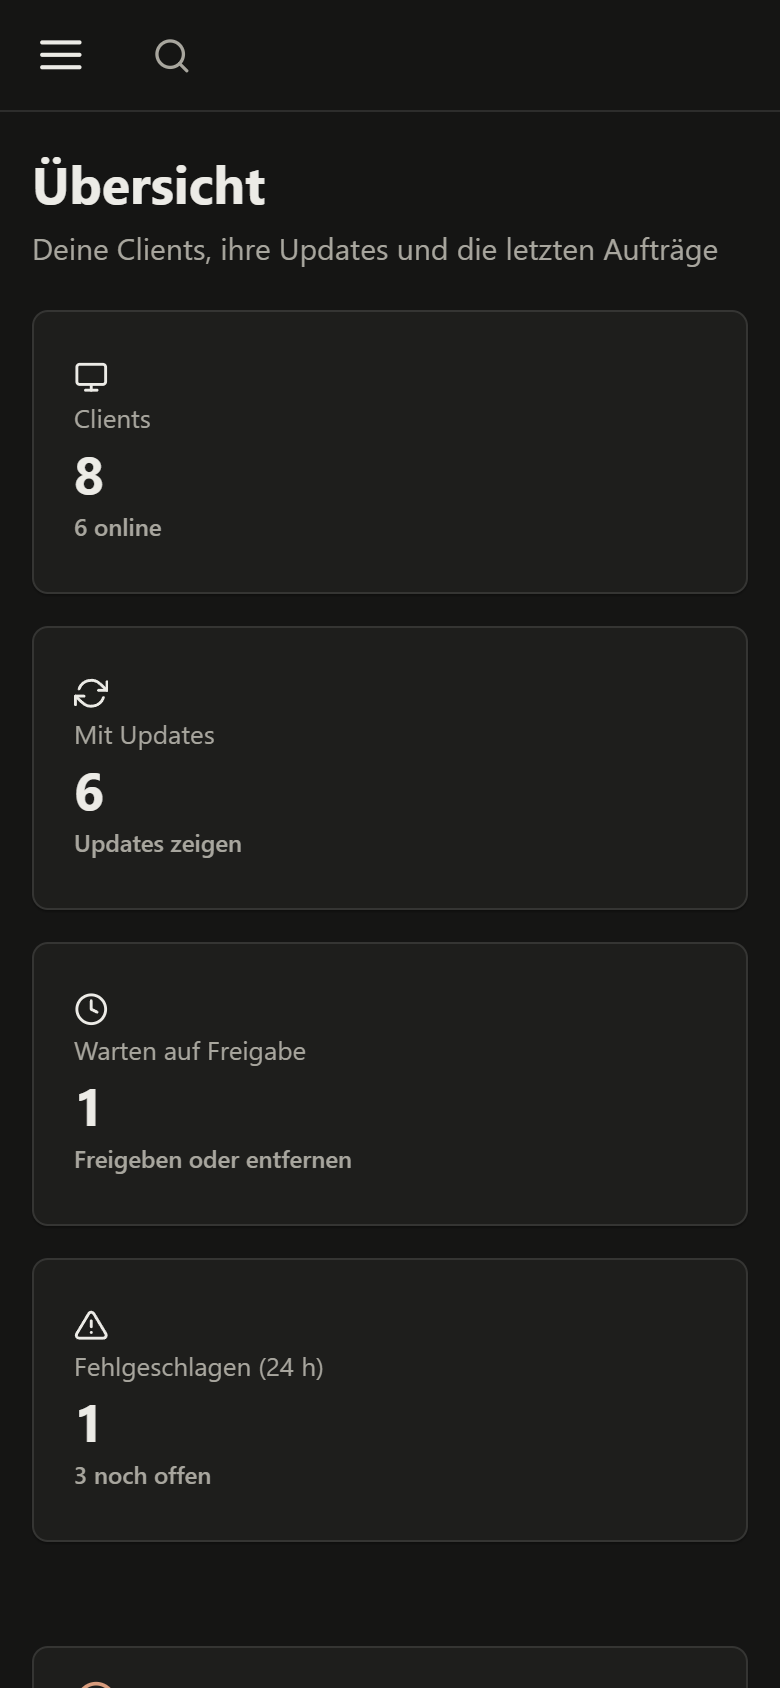 Übersicht
Deine Clients, ihre Updates und die letzten Aufträge
Clients
8
6 online
Mit Updates
6
Updates zeigen
Warten auf Freigabe
1
Freigeben oder entfernen
Fehlgeschlagen (24 h)
1
3 noch offen